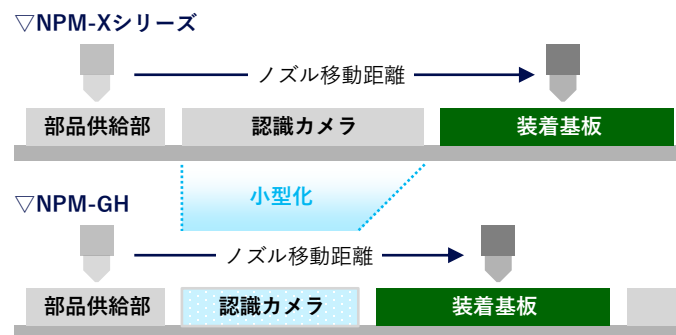 ▽NPM-Xシリーズ
ノズル移動距離
部品供給部 認識カメラ 装着基板
小型化
▽NPM-GH
ノズル移動距離
部品供給部 認識カメラ 装着基板